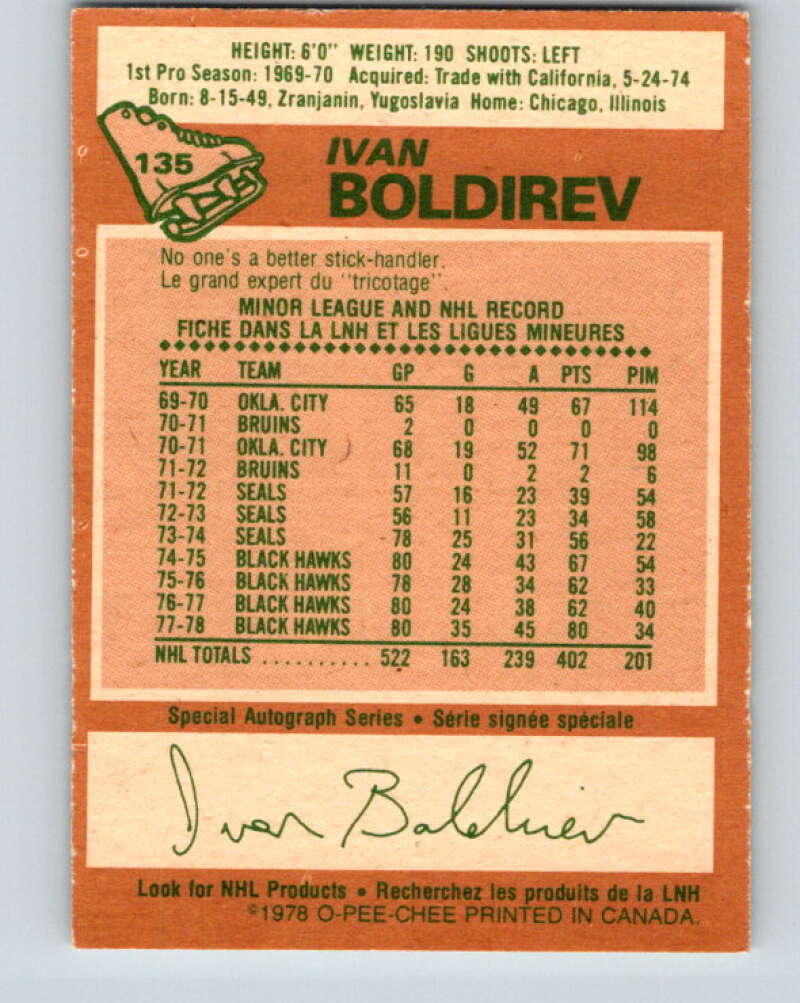 HEIGHT: 6'0" WEIGHT: 190 SHOOTS: LEFT
1st Pro Season: 1969-70 Acquired: Trade with California, 5-24-74
Born: 8-15-49, Zranjanin, Yugoslavia Home: Chicago, Illinois
135
IVAN
BOLDIREV
No one's a better stick-handler.
Le grand expert du "tricotage".
MINOR LEAGUE AND NHL RECORD
FICHE DANS LA LNH ET LES LIGUES MINEURES
YEAR TEAM GP G A PTS PIM
69-70 OKLA. CITY 65 18 49 67 114
70-71 BRUINS 2 0 0 0 0
70-71 OKLA. CITY 68 19 52 71 98
71-72 BRUINS 11 0 2 2 6
71-72 SEALS 57 16 23 39 54
72-73 SEALS 56 11 23 34 58
73-74 SEALS 78 25 31 56 22
74-75 BLACK HAWKS 80 24 43 67 54
75-76 BLACK HAWKS 78 28 34 62 33
76-77 BLACK HAWKS 80 24 38 62 40
77-78 BLACK HAWKS 80 35 45 80 34
NHL TOTALS .......... 522 163 239 402 201
Special Autograph Series • Série signée spéciale
Ivan Boldirev
Look for NHL Products • Recherchez les produits de la LNH
©1978 O-PEE-CHEE PRINTED IN CANADA.